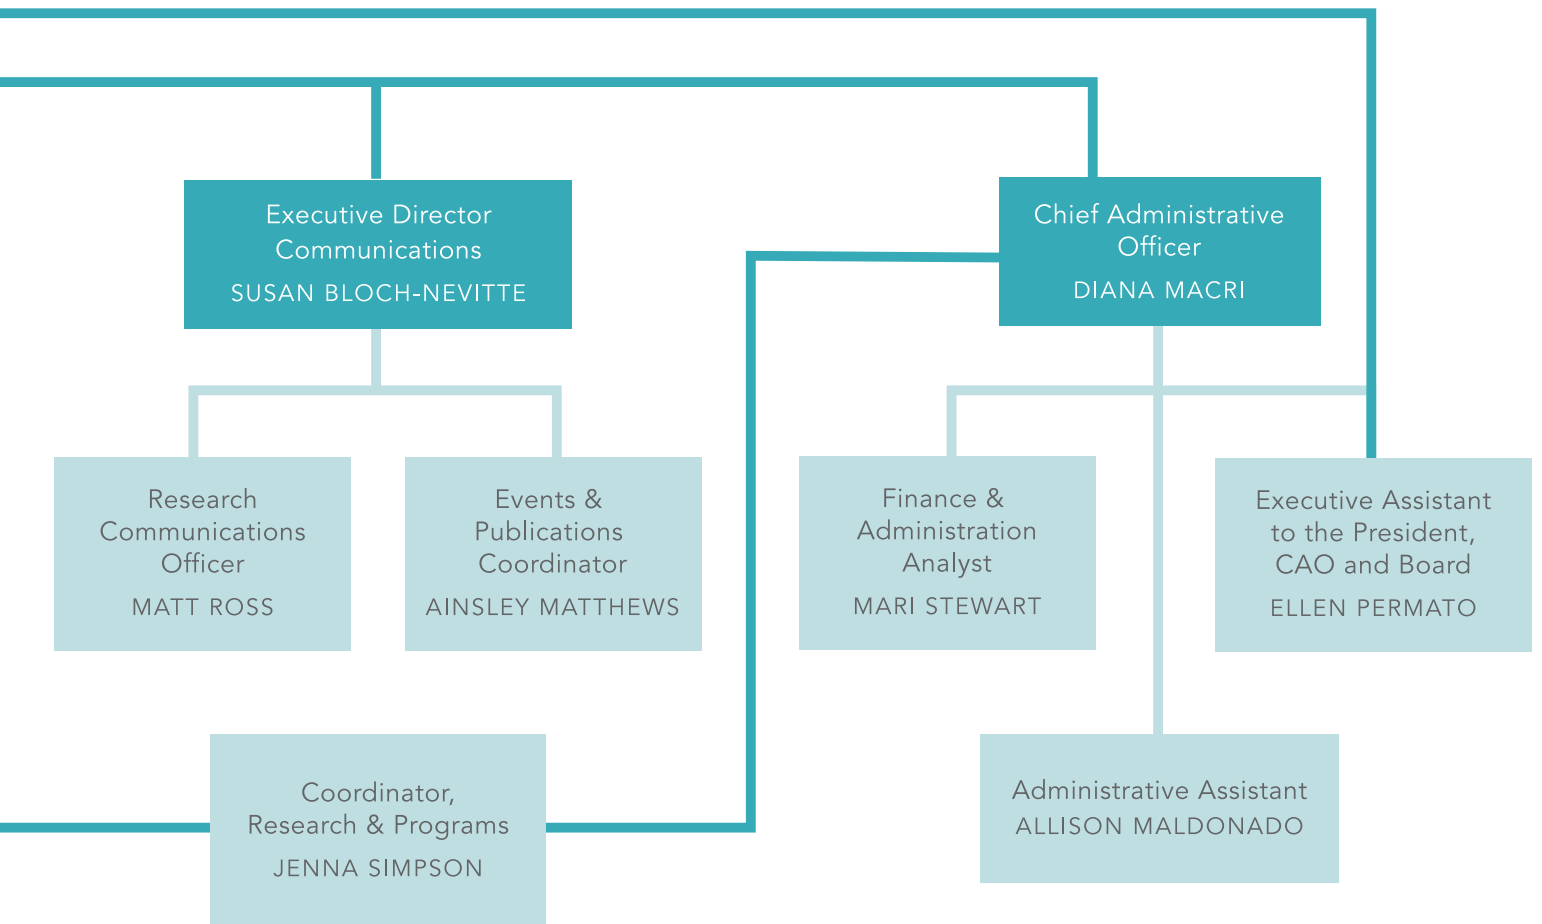 Executive Director
Communications
SUSAN BLOCH-NEVITTE
Chief Administrative
Officer
DIANA MACRI
Research
Communications
Officer
MATT ROSS
Events &
Publications
Coordinator
AINSLEY MATTHEWS
Finance &
Administration
Analyst
MARI STEWART
Executive Assistant
to the President,
CAO and Board
ELLEN PERMATO
Coordinator,
Research & Programs
JENNA SIMPSON
Administrative Assistant
ALLISON MALDONADO